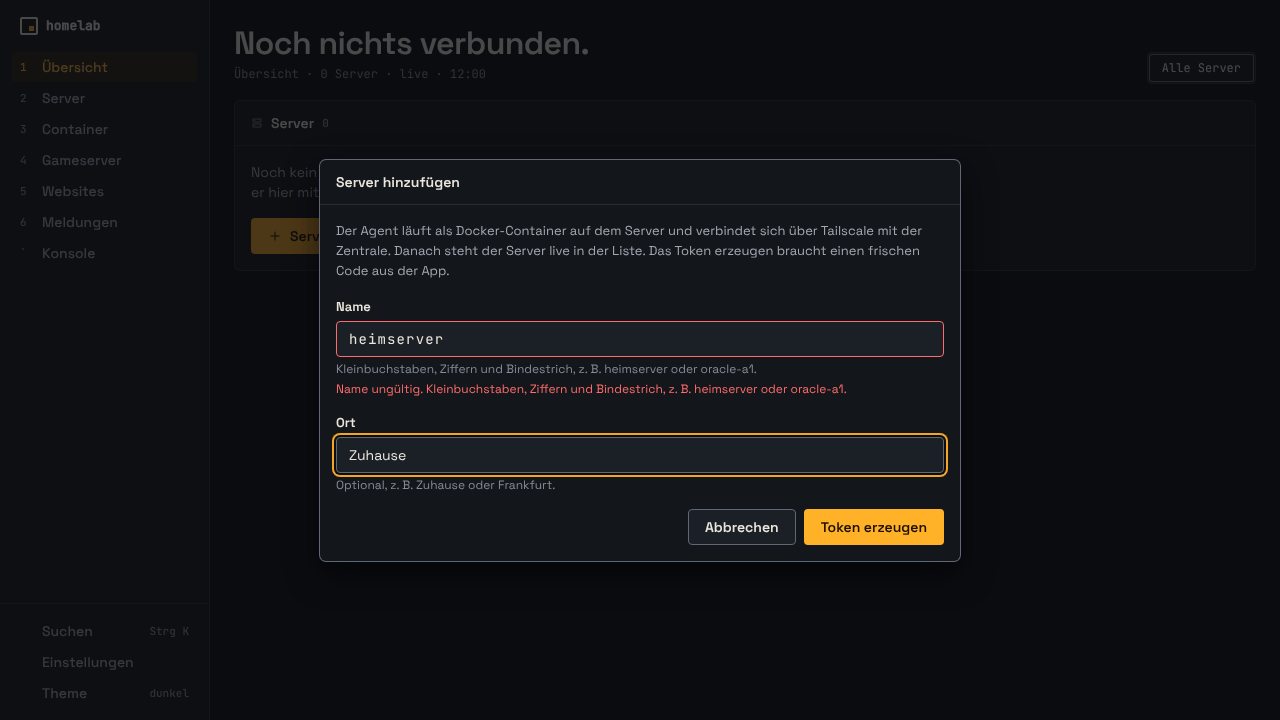 homelab
1 Übersicht
2 Server
3 Container
4 Gameserver
5 Websites
6 Meldungen
` Konsole
Suchen Strg K
Einstellungen
Theme dunkel
Noch nichts verbunden.
Übersicht · 0 Server · live · 12:00
Alle Server
Server 0
Noch kein
er hier mit
+ Serv
Server hinzufügen
Der Agent läuft als Docker-Container auf dem Server und verbindet sich über Tailscale mit der
Zentrale. Danach steht der Server live in der Liste. Das Token erzeugen braucht einen frischen
Code aus der App.
Name
heimserver
Kleinbuchstaben, Ziffern und Bindestrich, z. B. heimserver oder oracle-a1.
Name ungültig. Kleinbuchstaben, Ziffern und Bindestrich, z. B. heimserver oder oracle-a1.
Ort
Zuhause
Optional, z. B. Zuhause oder Frankfurt.
Abbrechen
Token erzeugen